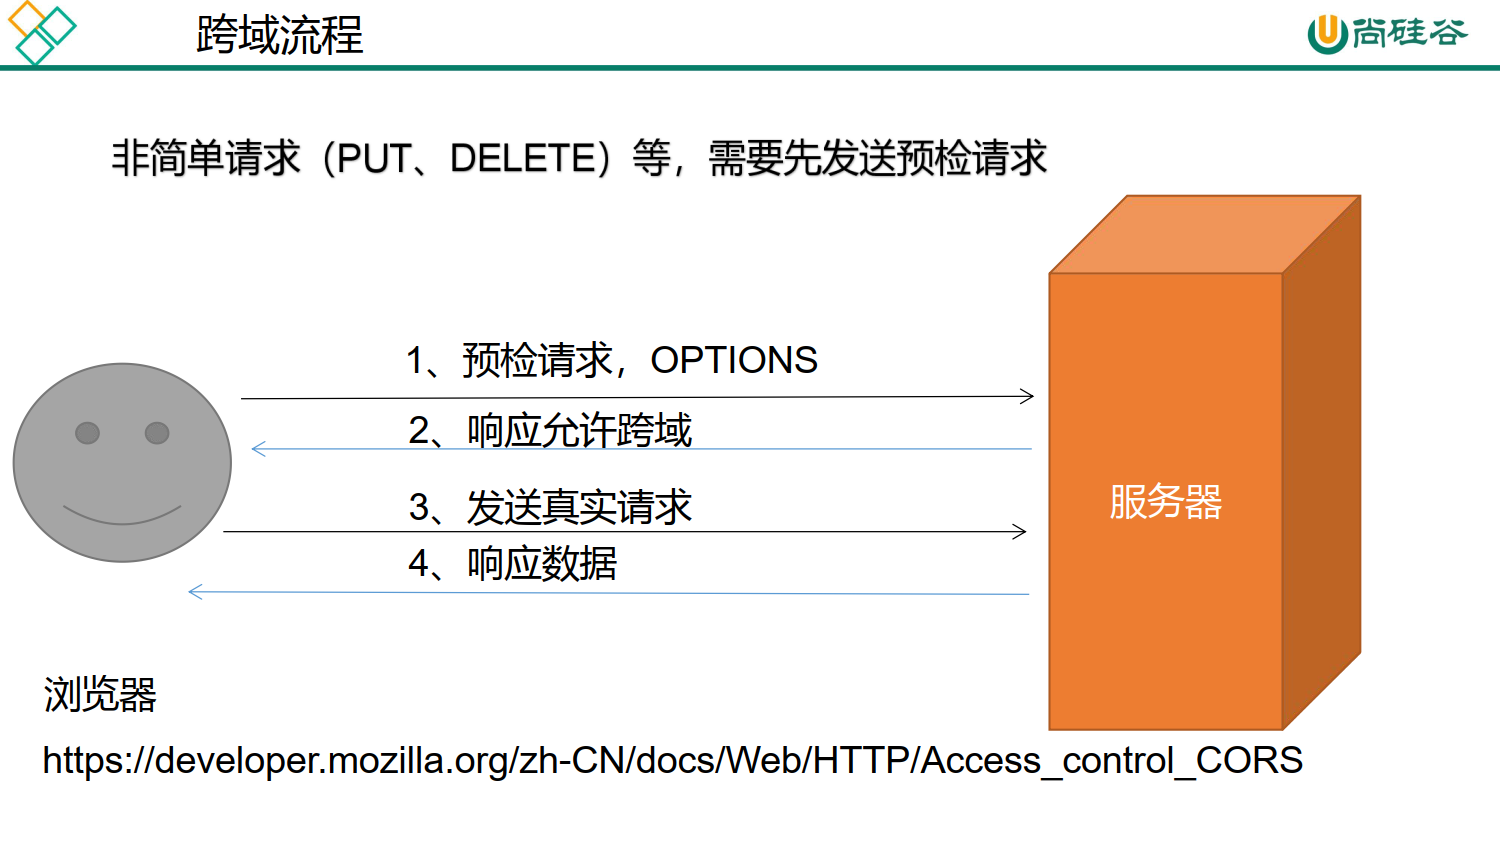 跨域流程
尚硅谷
非简单请求（PUT、DELETE）等，需要先发送预检请求
1、预检请求，OPTIONS
2、响应允许跨域
3、发送真实请求
4、响应数据
服务器
浏览器
https://developer.mozilla.org/zh-CN/docs/Web/HTTP/Access_control_CORS